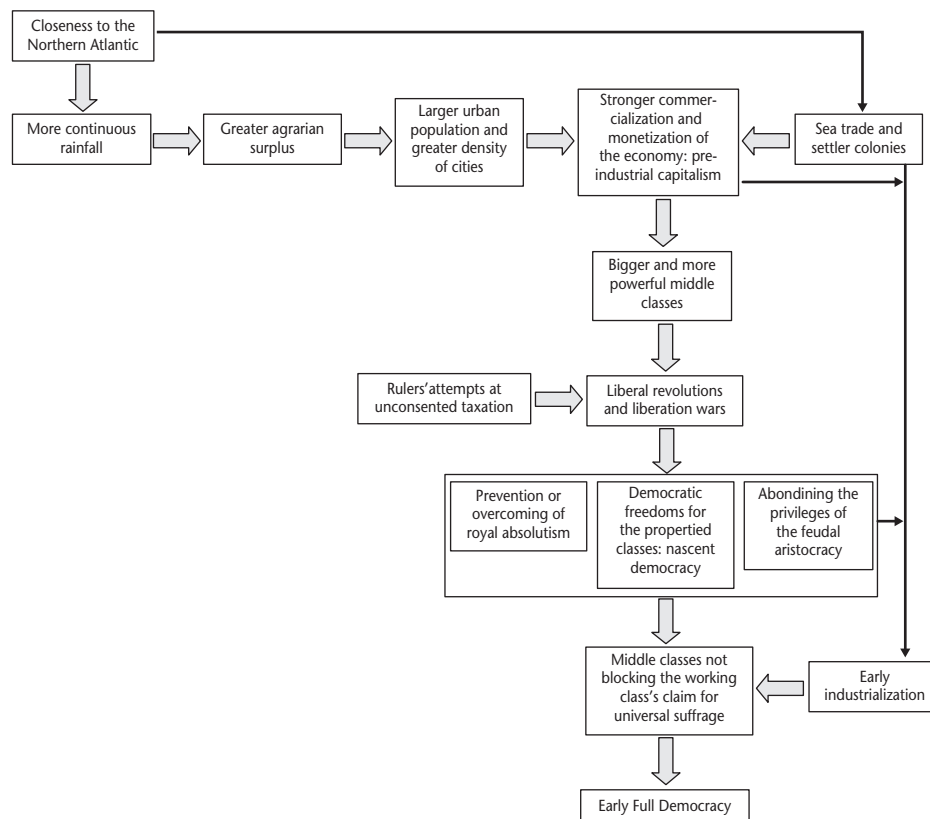 Closeness to the
Northern Atlantic
More continuous
rainfall
Greater agrarian
surplus
Larger urban
population and
greater density
of cities
Stronger commer-
cialization and
monetization of
the economy: pre-
industrial capitalism
Sea trade and
settler colonies
Bigger and more
powerful middle
classes
Rulers'attempts at
unconsented taxation
Liberal revolutions
and liberation wars
Prevention or
overcoming of
royal absolutism
Democratic
freedoms for
the propertied
classes: nascent
democracy
Abondining the
privileges of
the feudal
aristocracy
Middle classes not
blocking the working
class's claim for
universal suffrage
Early
industrialization
Early Full Democracy